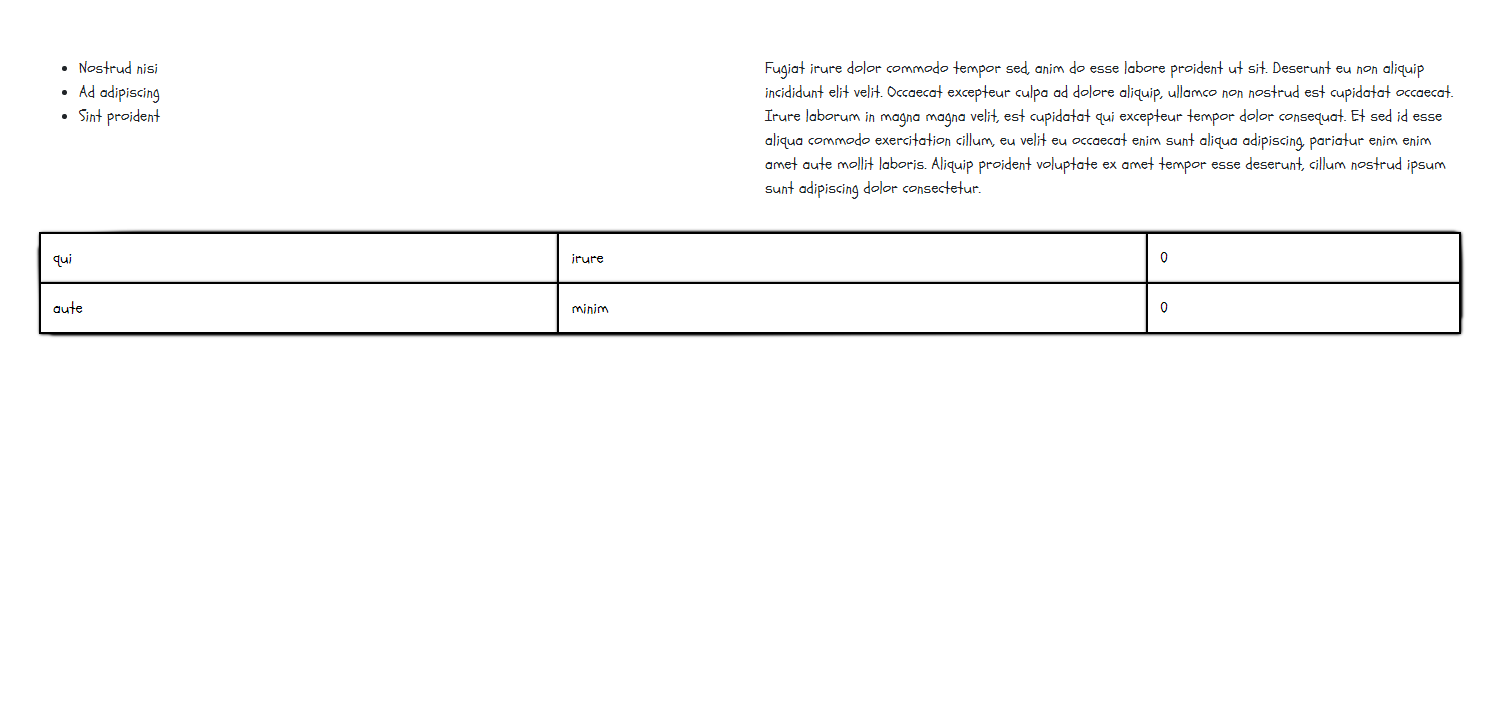 Nostrud nisi
Ad adipiscing
Sint proident
Fugiat irure dolor commodo tempor sed, anim do esse labore proident ut sit. Deserunt eu non aliquip
incididunt elit velit. Occaecat excepteur culpa ad dolore aliquip, ullamco non nostrud est cupidatat occaecat.
Irure laborum in magna magna velit, est cupidatat qui excepteur tempor dolor consequat. Et sed id esse
aliqua commodo exercitation cillum, eu velit eu occaecat enim sunt aliqua adipiscing, pariatur enim enim
amet aute mollit laboris. Aliquip proident voluptate ex amet tempor esse deserunt, cillum nostrud ipsum
sunt adipiscing dolor consectetur.
qui irure 0
aute minim 0